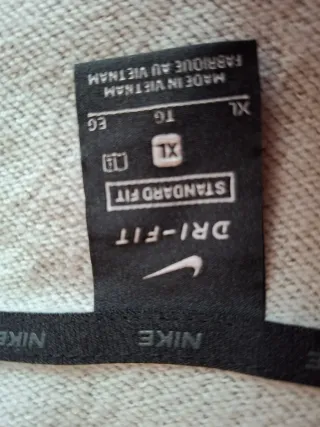 NIKE NIKE
DRI-FIT
STANDARD FIT
XL
XL TG EG
MADE IN VIETNAM
FABRIQUE AU VIETNAM